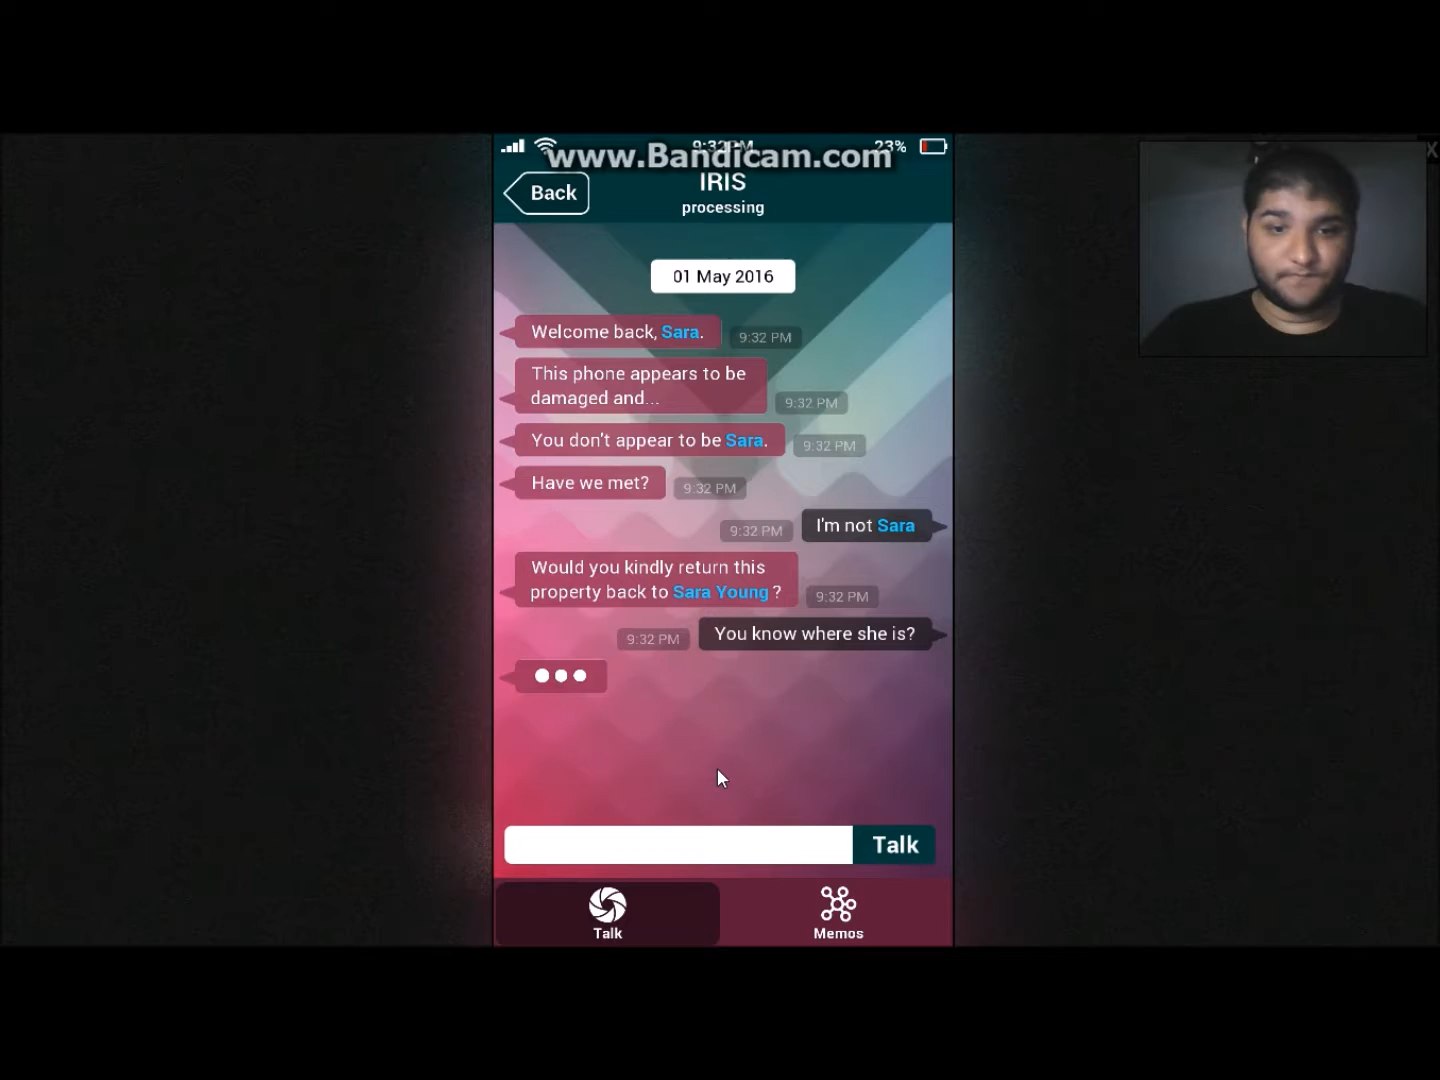 9:32PM
23%
www.Bandicam.com
X
Back
IRIS
processing
01 May 2016
Welcome back, Sara.
9:32 PM
This phone appears to be
damaged and...
9:32 PM
You don't appear to be Sara.
9:32 PM
Have we met?
9:32 PM
9:32 PM
I'm not Sara
Would you kindly return this
property back to Sara Young ?
9:32 PM
9:32 PM
You know where she is?
Talk
Talk
Memos